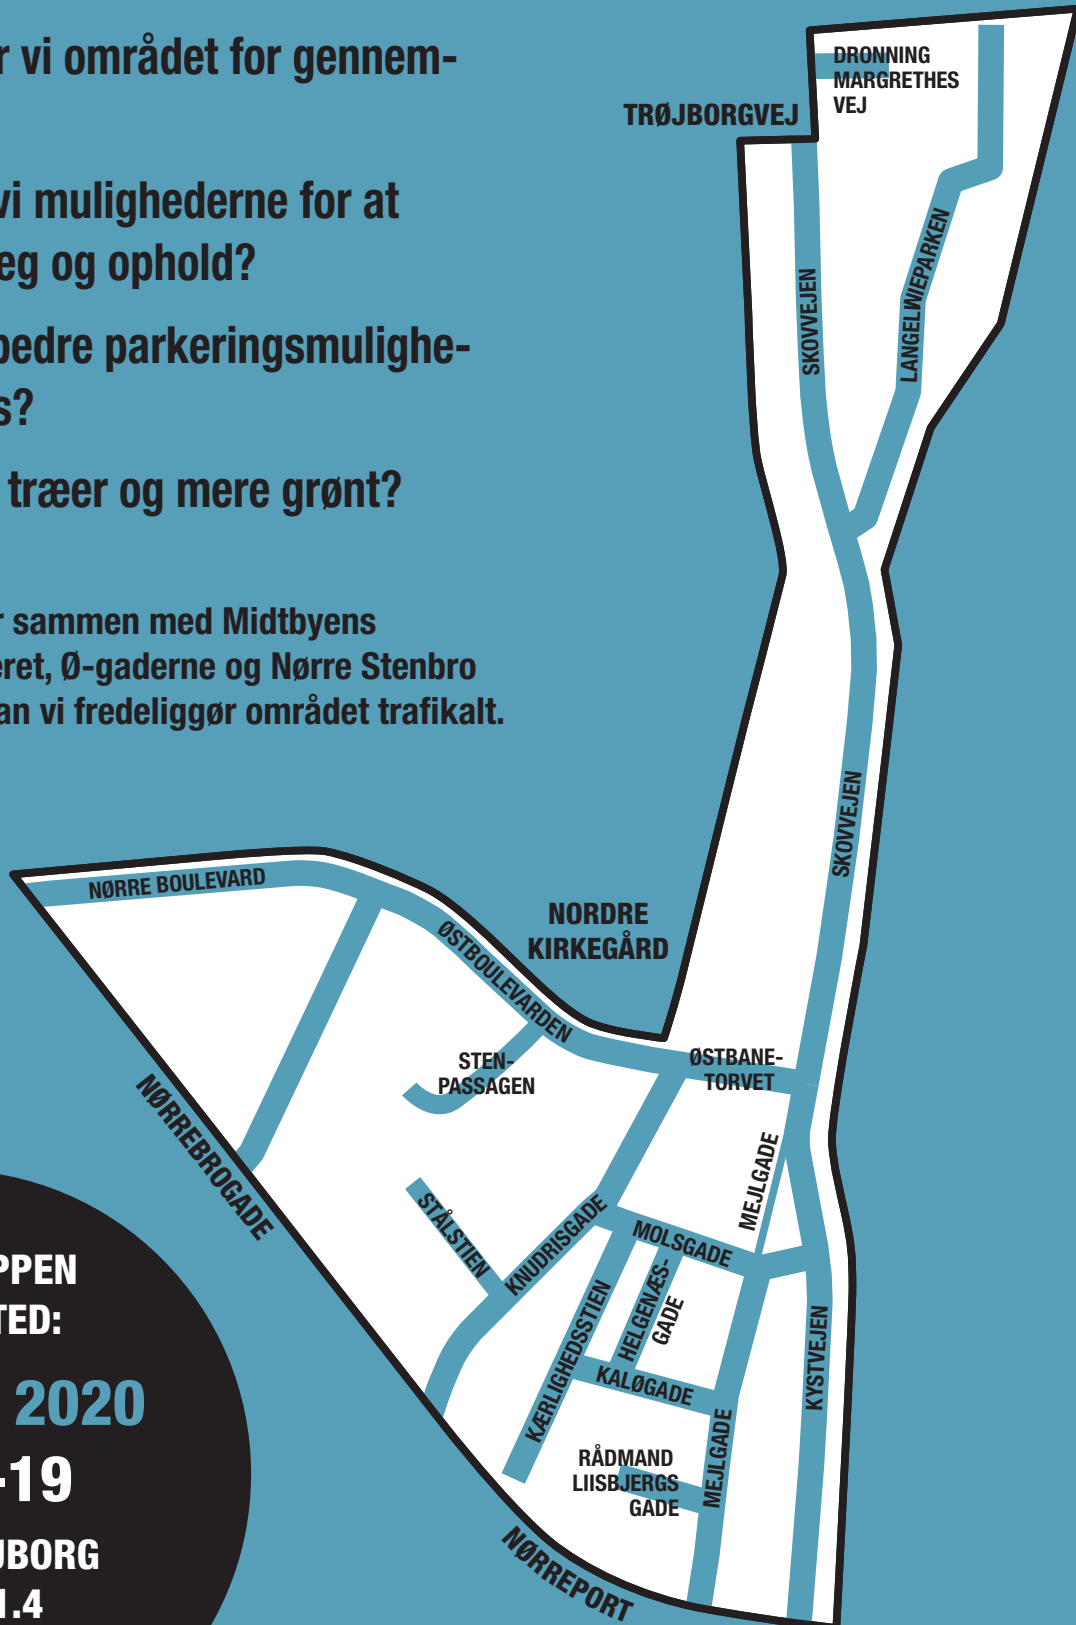 r vi området for gennem-
vi mulighederne for at
eg og ophold?
bedre parkeringsmulighe-
s?
træer og mere grønt?
r sammen med Midtbyens
eret, Ø-gaderne og Nørre Stenbro
an vi fredeliggør området trafikalt.
DRONNING
MARGRETHES
VEJ
TRØJBORGVEJ
SKOVVEJEN
LANGELINIEPARKEN
SKOVVEJEN
NØRRE BOULEVARD
ØSTBOULEVARDEN
NORDRE
KIRKEGÅRD
STEN-
PASSAGEN
ØSTBANE-
TORVET
NØRREBROGADE
STÅLSTIEN
KNUDRISGADE
MEJLGADE
MOLSGADE
HELGENÆS-
GADE
KÆRLIGHEDSSTIEN
KALØGADE
KYSTVEJEN
MEJLGADE
RÅDMAND
LIISBJERGS
GADE
NØRREPORT
PPEN
TED:
2020
-19
UBORG
1.4